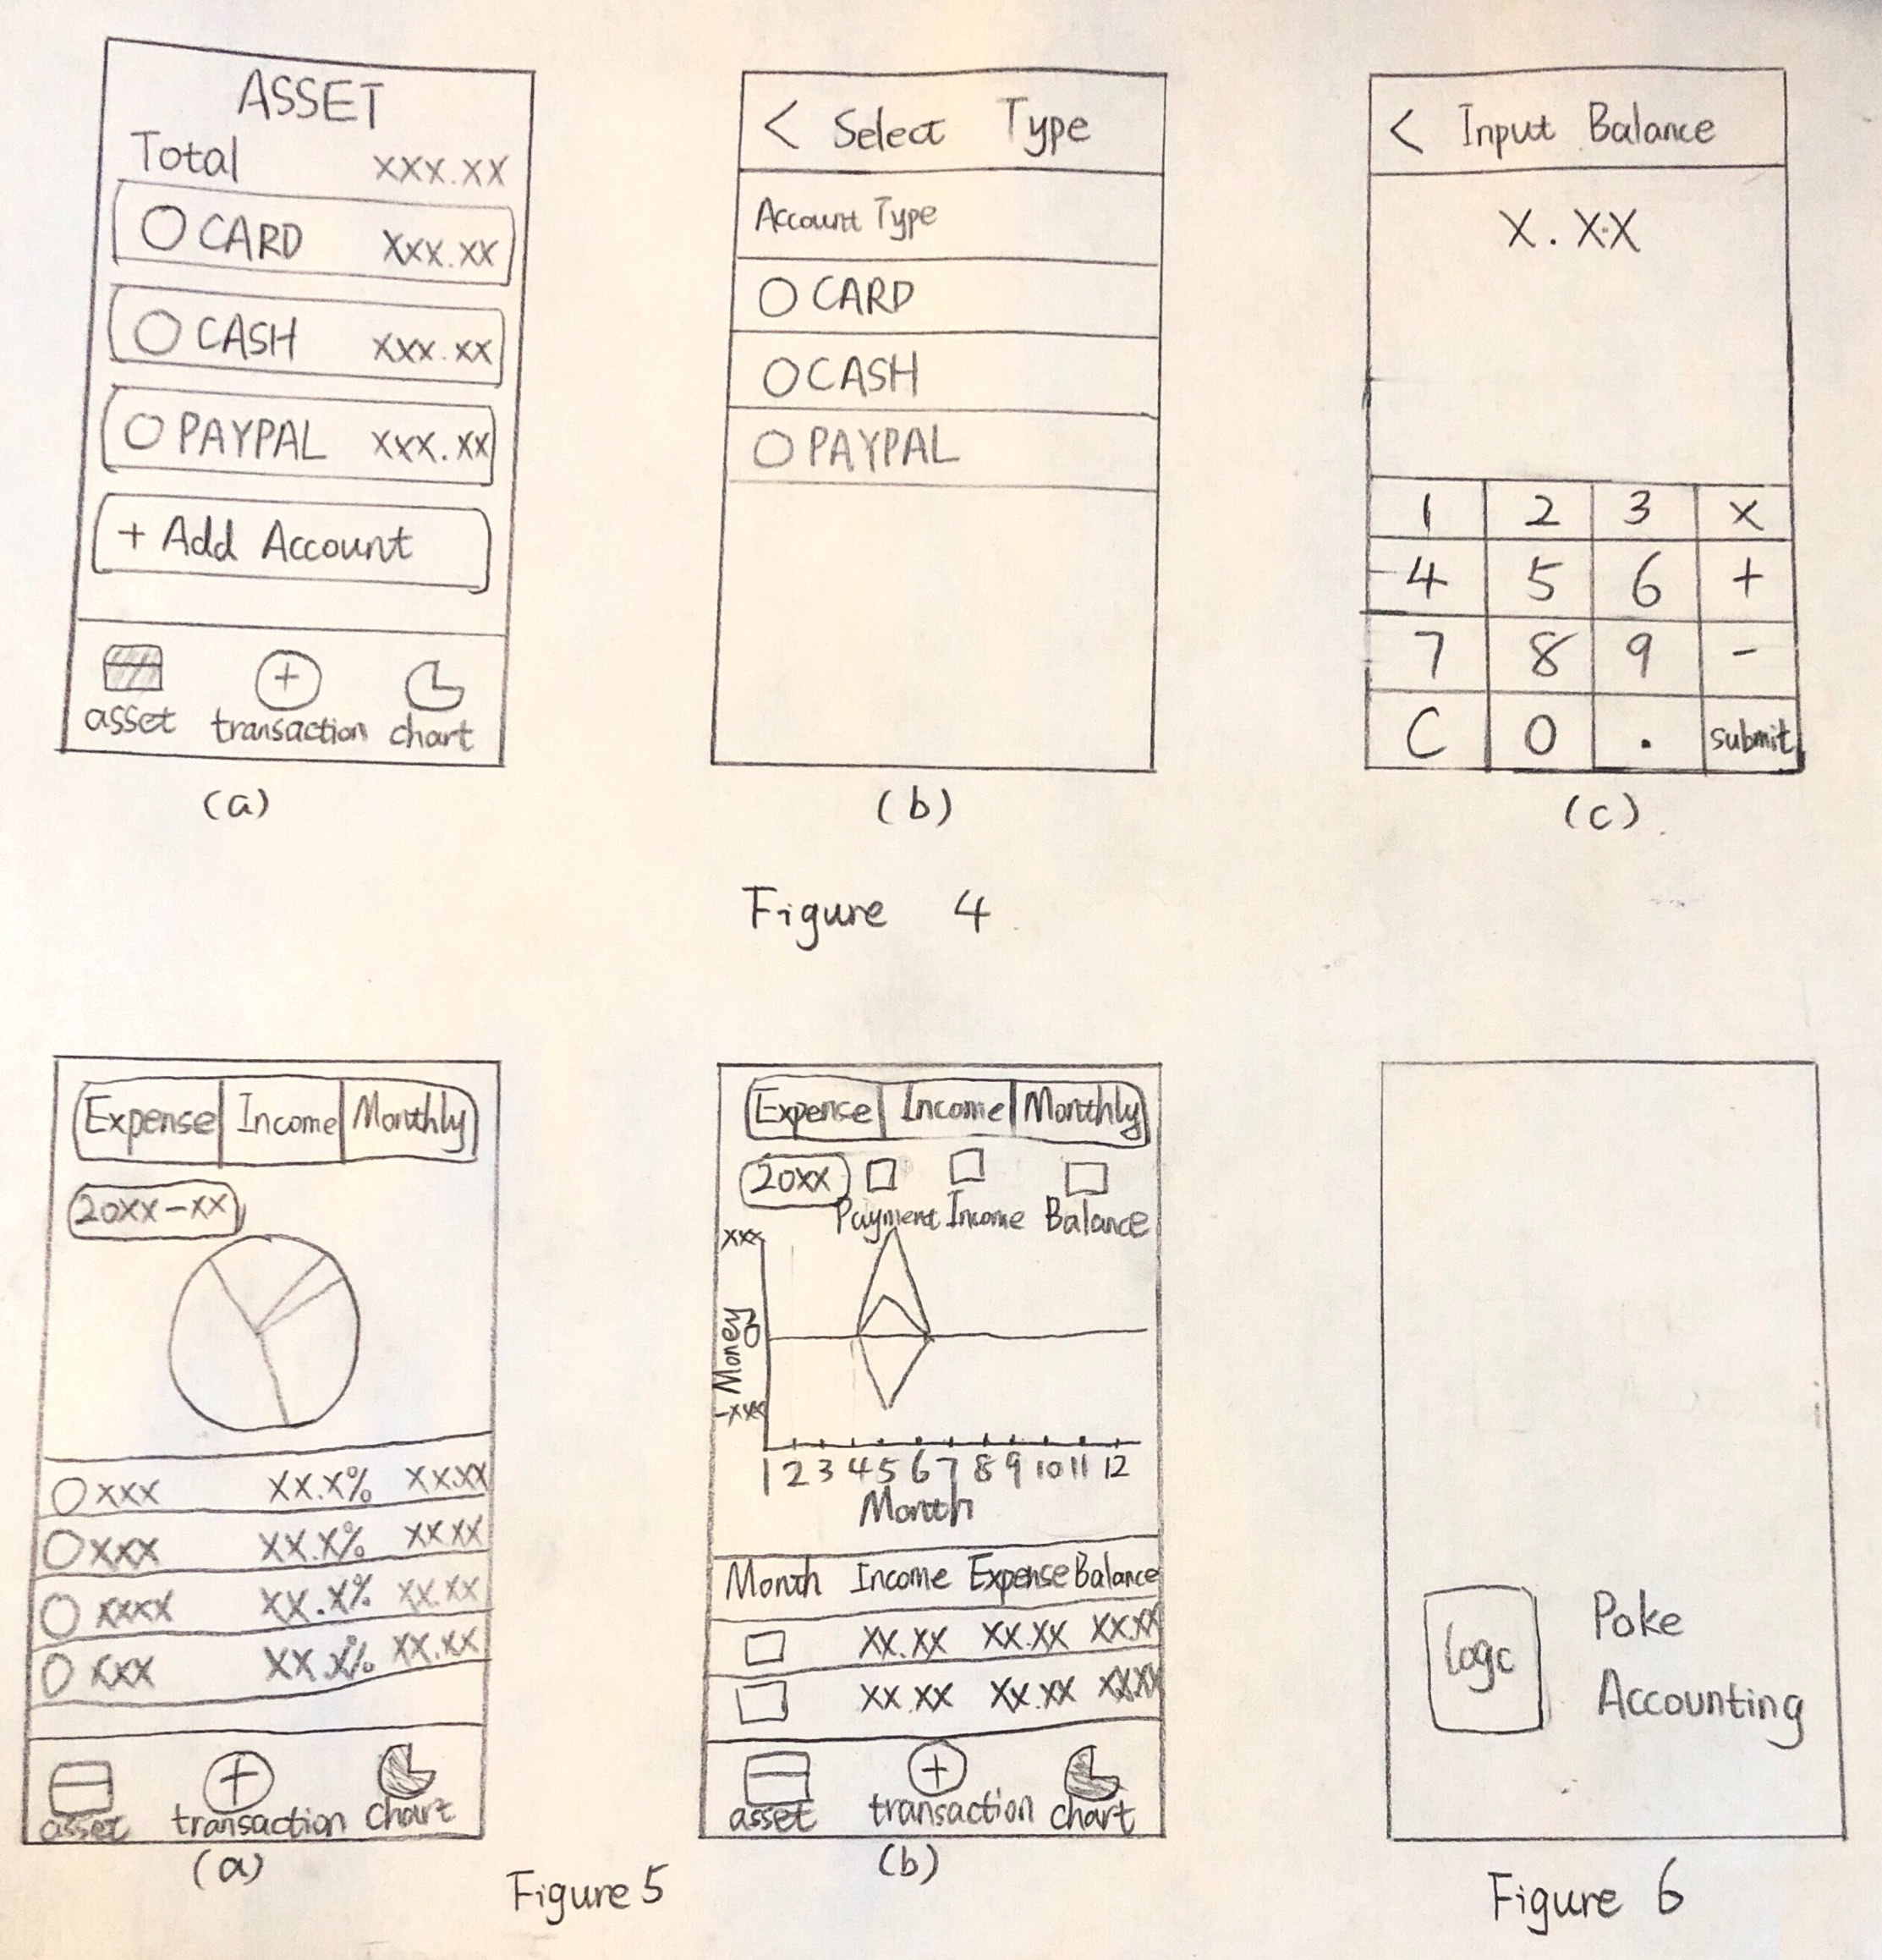 ASSET
Total xxx.xx
CARD xxx.xx
CASH xxx.xx
PAYPAL xxx.xx
+ Add Account
asset transaction chart
(a)
< Select Type
Account Type
CARD
CASH
PAYPAL
(b)
< Input Balance
X.XX
1 2 3 ×
4 5 6 +
7 8 9 -
C 0 . submit
(c)
Figure 4
Expense Income Monthly
20xx-xx
xxx xx.x% xx.xx
xxx xx.x% xx.xx
xxxx xx.x% xx.xx
xxx xx.x% xx.xx
asset transaction chart
(a)
Expense Income Monthly
20xx
Payment Income Balance
xxx
Money
0
-xxx
1 2 3 4 5 6 7 8 9 10 11 12
Month
Month Income Expense Balance
xx.xx xx.xx xx.xx
xx.xx xx.xx xx.xx
asset transaction chart
(b)
Figure 5
logo
Poke
Accounting
Figure 6